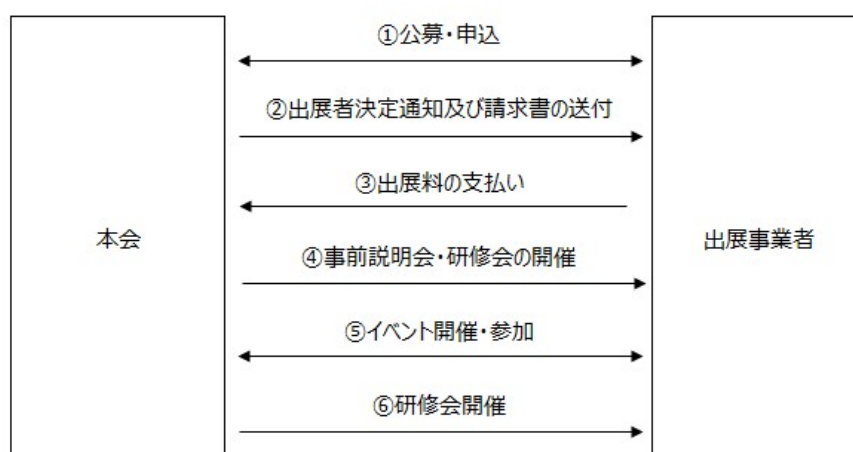 ①公募・申込
②出展者決定通知及び請求書の送付
③出展料の支払い
本会
出展事業者
④事前説明会・研修会の開催
⑤イベント開催・参加
⑥研修会開催